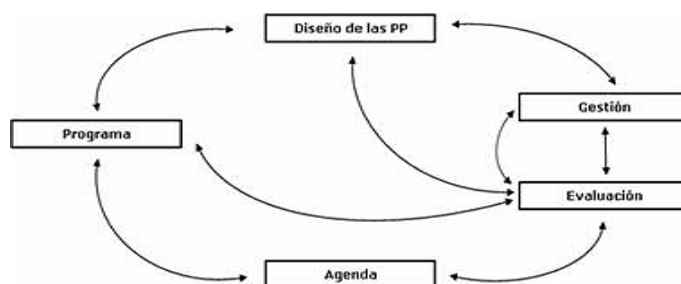 Diseño de las PP
Gestión
Programa
Evaluación
Agenda